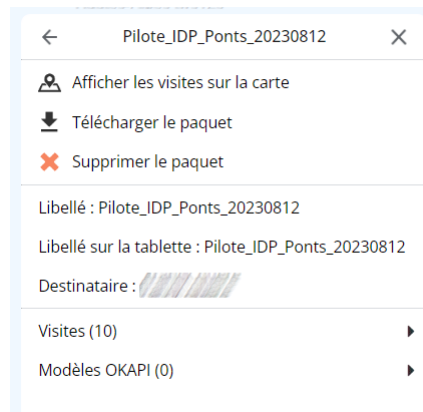 Pilote_IDP_Ponts_20230812
Afficher les visites sur la carte
Télécharger le paquet
Supprimer le paquet
Libellé : Pilote_IDP_Ponts_20230812
Libellé sur la tablette : Pilote_IDP_Ponts_20230812
Destinataire :
Visites (10)
Modèles OKAPI (0)